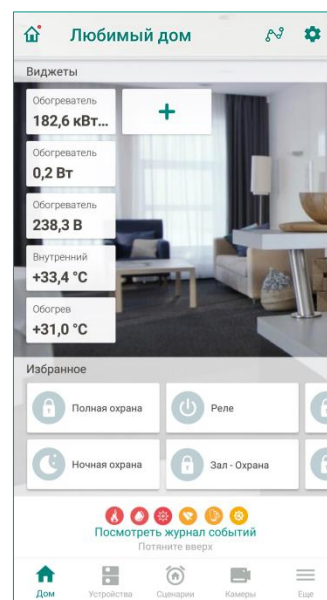 Любимый дом
Виджеты
Обогреватель
182,6 кВт...
+
Обогреватель
0,2 Вт
Обогреватель
238,3 В
Внутренний
+33,4 °C
Обогрев
+31,0 °C
Избранное
Полная охрана
Реле
Ночная охрана
Зал - Охрана
Посмотреть журнал событий
Потяните вверх
Дом
Устройства
Сценарии
Камеры
Еще